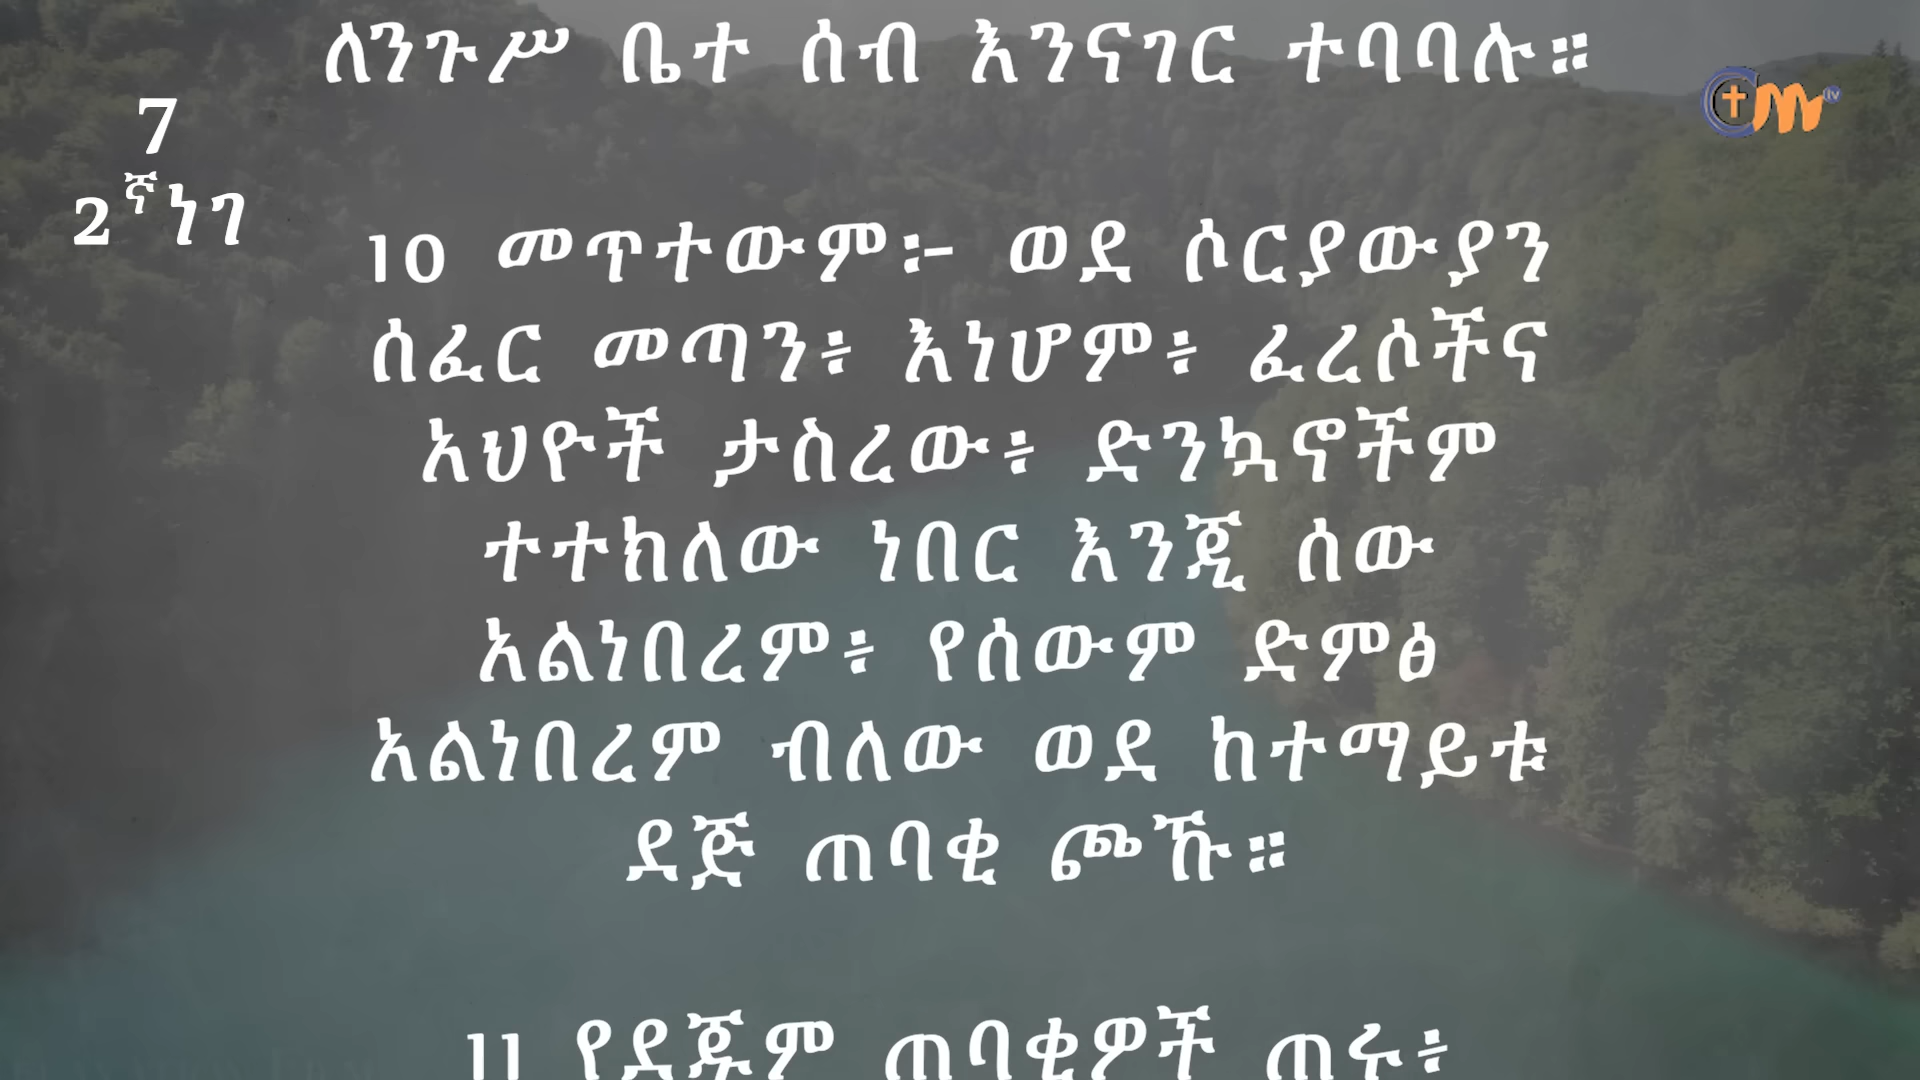 ለንጉሥ ቤተ ሰብ እንናገር ተባባሉ።
7
2ኛነገ
10 መጥተውም፦ ወደ ሶርያውያን
ሰፈር መጣን፥ እነሆም፥ ፈረሶችና
አህዮች ታስረው፥ ድንኳኖችም
ተተክለው ነበር እንጂ ሰው
አልነበረም፥ የሰውም ድምፅ
አልነበረም ብለው ወደ ከተማይቱ
ደጅ ጠባቂ ጮኹ።
11 የደጁም ጠባቂዎች ጠሩ፥